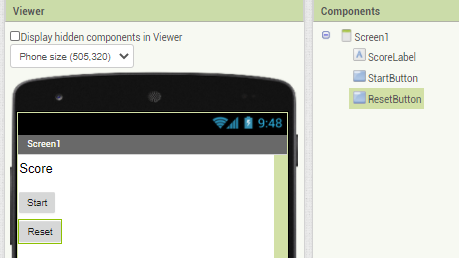 Viewer
Display hidden components in Viewer
Phone size (505,320)
9:48
Screen1
Score
Start
Reset
Components
Screen1
ScoreLabel
StartButton
ResetButton